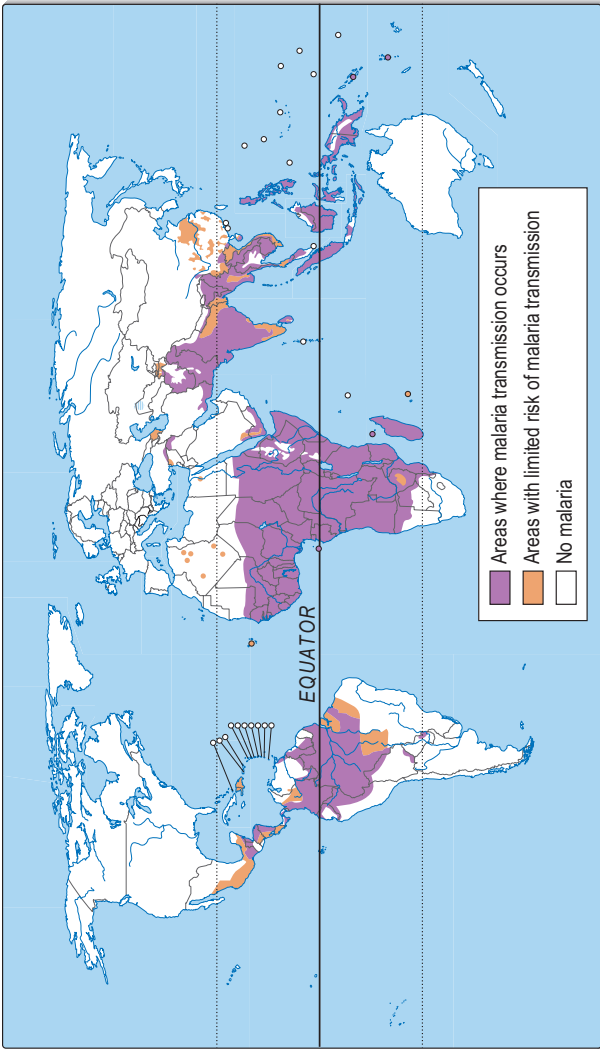 EQUATOR
Areas where malaria transmission occurs
Areas with limited risk of malaria transmission
No malaria